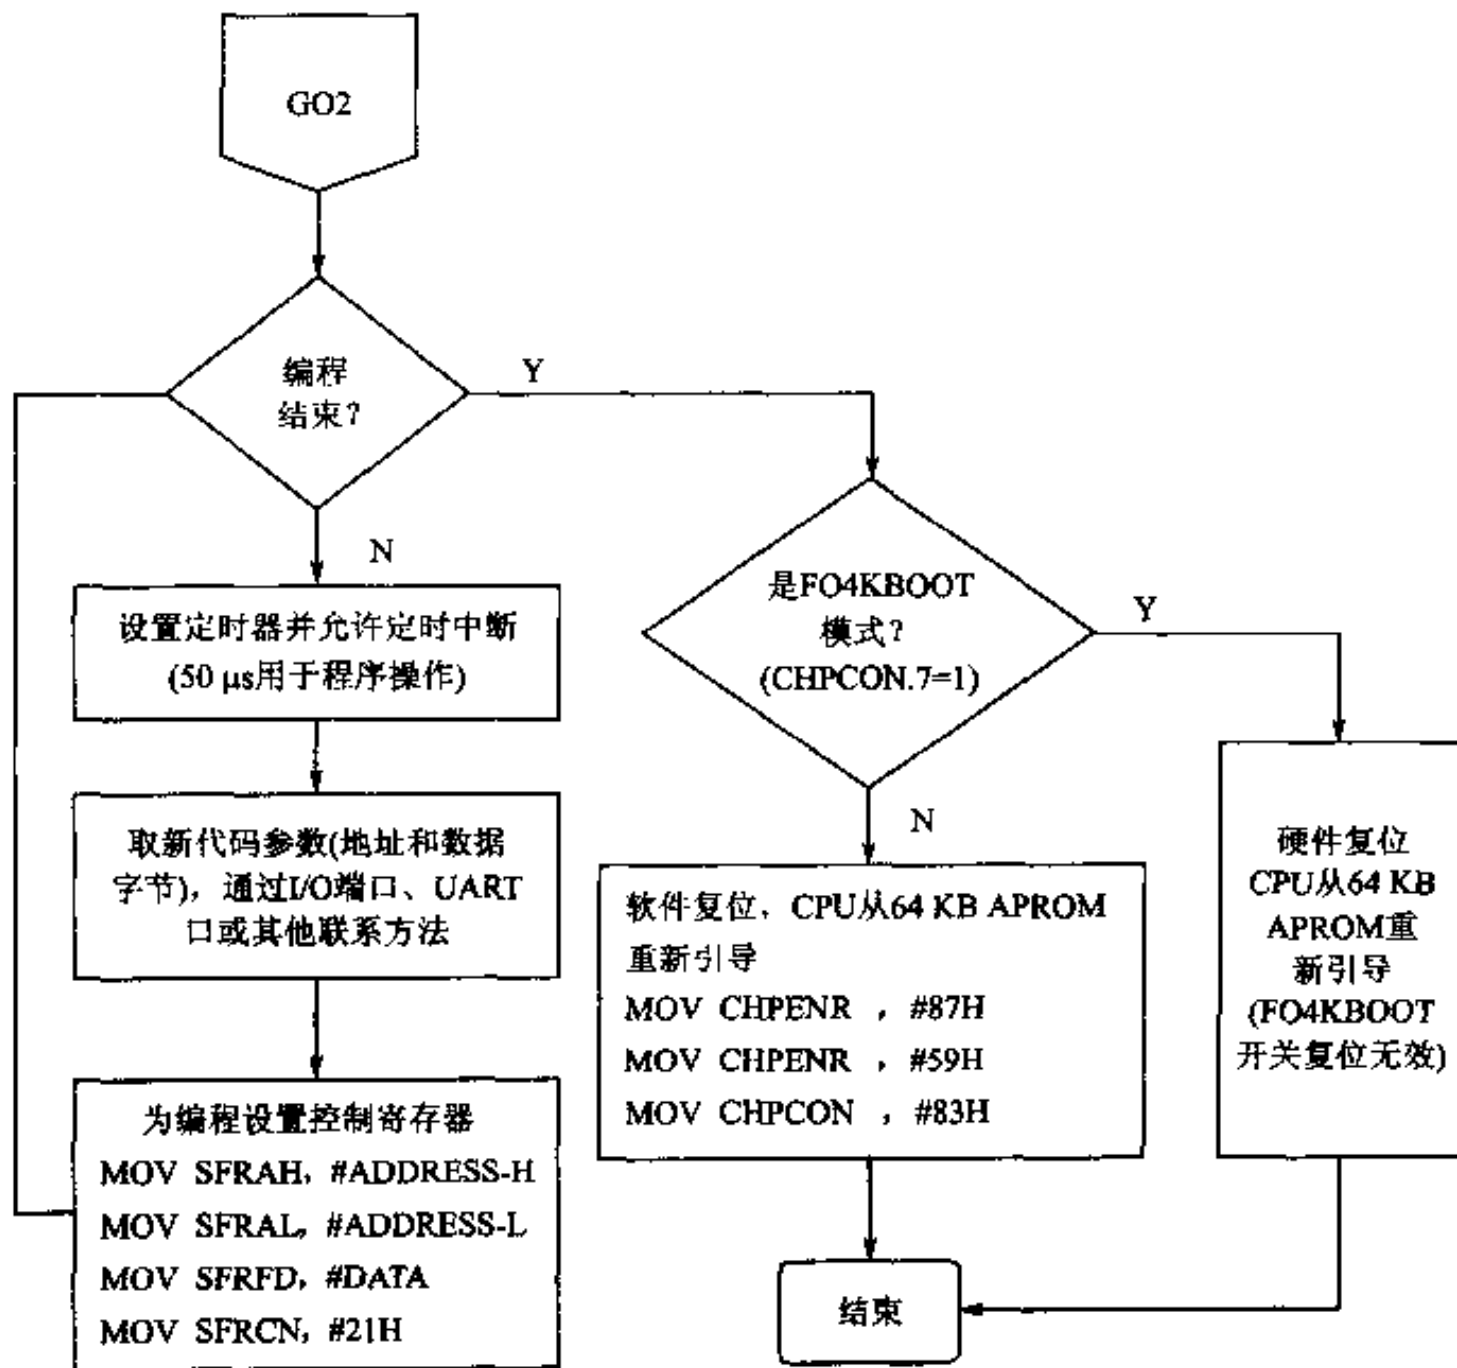 GO2
编程
结束？
Y
N
设置定时器并允许定时中断
(50 μs用于程序操作)
取新代码参数(地址和数据
字节)，通过I/O端口、UART
口或其他联系方法
为编程设置控制寄存器
MOV SFRAH，#ADDRESS-H
MOV SFRAL，#ADDRESS-L
MOV SFRFD，#DATA
MOV SFRCN，#21H
是FO4KBOOT
模式？
(CHPCON.7=1)
Y
N
软件复位，CPU从64 KB APROM
重新引导
MOV CHPENR ，#87H
MOV CHPENR ，#59H
MOV CHPCON ，#83H
硬件复位
CPU从64 KB
APROM重
新引导
(FO4KBOOT
开关复位无效)
结束